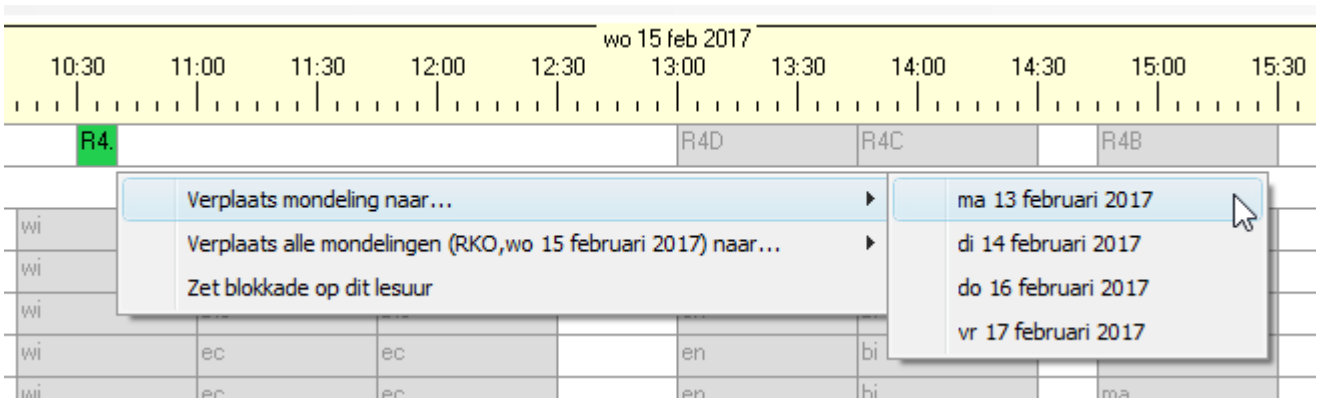 wo 15 feb 2017
10:30 11:00 11:30 12:00 12:30 13:00 13:30 14:00 14:30 15:00 15:30
R4. R4D R4C R4B
Verplaats mondeling naar... ma 13 februari 2017
wi
Verplaats alle mondelingen (RKO,wo 15 februari 2017) naar... di 14 februari 2017
wi
Zet blokkade op dit lesuur do 16 februari 2017
wi
vr 17 februari 2017
wi ec ec en bi
wi ec ec en bi ma